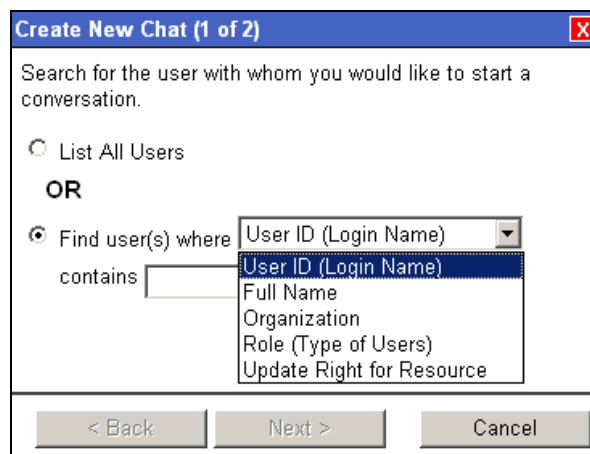 Create New Chat (1 of 2) X
Search for the user with whom you would like to start a
conversation.
List All Users
OR
Find user(s) where User ID (Login Name)
contains
User ID (Login Name)
Full Name
Organization
Role (Type of Users)
Update Right for Resource
< Back Next > Cancel